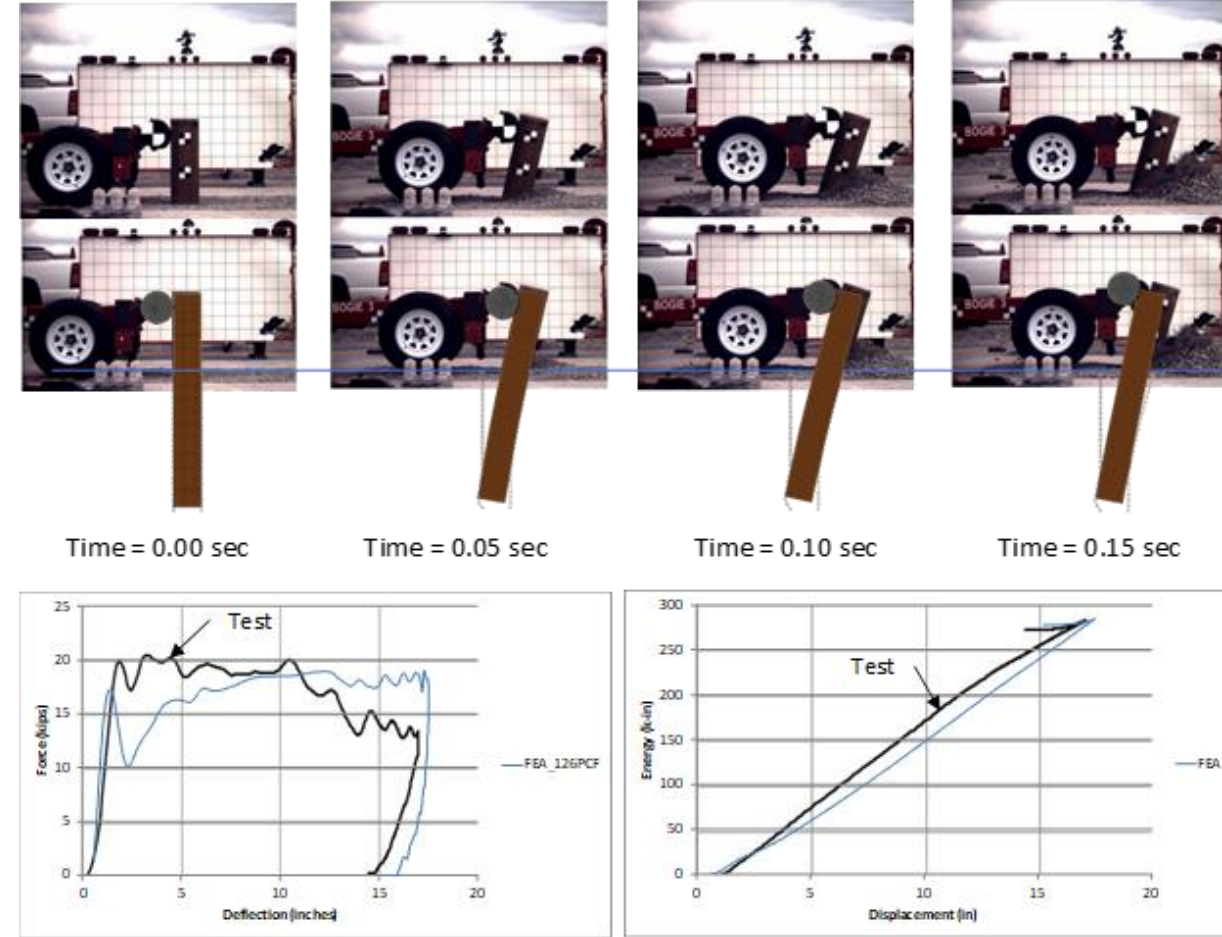 BOGIE 3
BOGIE 3
BOGIE 3
BOGIE 3
BOGIE 3
BOGIE 3
Time = 0.00 sec
Time = 0.05 sec
Time = 0.10 sec
Time = 0.15 sec
25
20
15
10
5
0
0
5
10
15
20
Force (kips)
Deflection (inches)
Test
FEA_126PCF
300
250
200
150
100
50
0
0
5
10
15
20
Energy (k-in)
Displacement (in)
Test
FEA